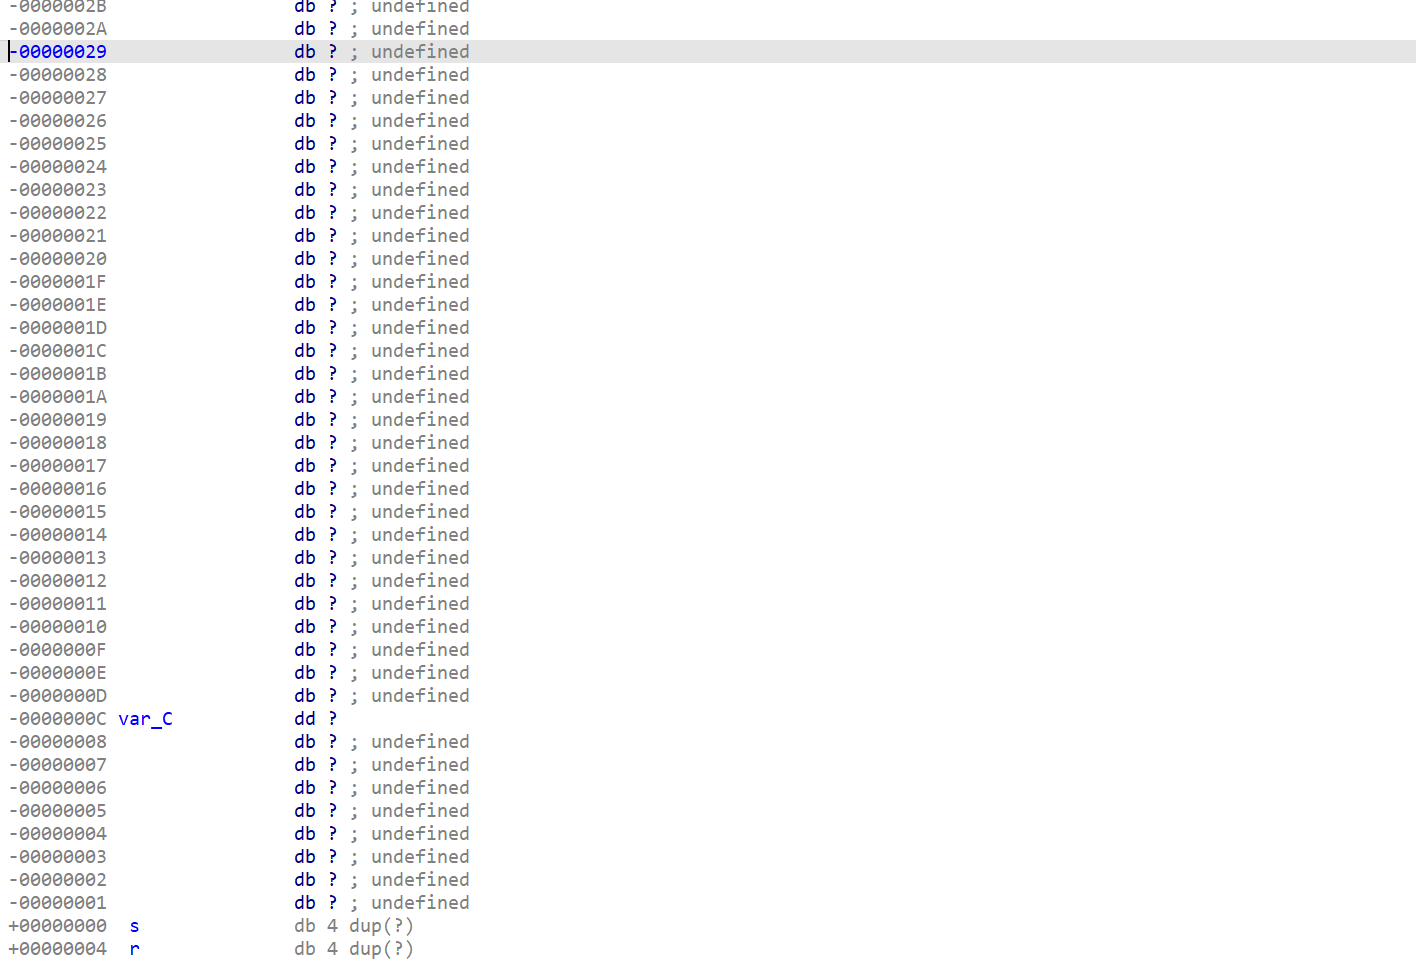 -0000002B db ? ; undefined
-0000002A db ? ; undefined
-00000029 db ? ; undefined
-00000028 db ? ; undefined
-00000027 db ? ; undefined
-00000026 db ? ; undefined
-00000025 db ? ; undefined
-00000024 db ? ; undefined
-00000023 db ? ; undefined
-00000022 db ? ; undefined
-00000021 db ? ; undefined
-00000020 db ? ; undefined
-0000001F db ? ; undefined
-0000001E db ? ; undefined
-0000001D db ? ; undefined
-0000001C db ? ; undefined
-0000001B db ? ; undefined
-0000001A db ? ; undefined
-00000019 db ? ; undefined
-00000018 db ? ; undefined
-00000017 db ? ; undefined
-00000016 db ? ; undefined
-00000015 db ? ; undefined
-00000014 db ? ; undefined
-00000013 db ? ; undefined
-00000012 db ? ; undefined
-00000011 db ? ; undefined
-00000010 db ? ; undefined
-0000000F db ? ; undefined
-0000000E db ? ; undefined
-0000000D db ? ; undefined
-0000000C var_C dd ?
-00000008 db ? ; undefined
-00000007 db ? ; undefined
-00000006 db ? ; undefined
-00000005 db ? ; undefined
-00000004 db ? ; undefined
-00000003 db ? ; undefined
-00000002 db ? ; undefined
-00000001 db ? ; undefined
+00000000 s db 4 dup(?)
+00000004 r db 4 dup(?)